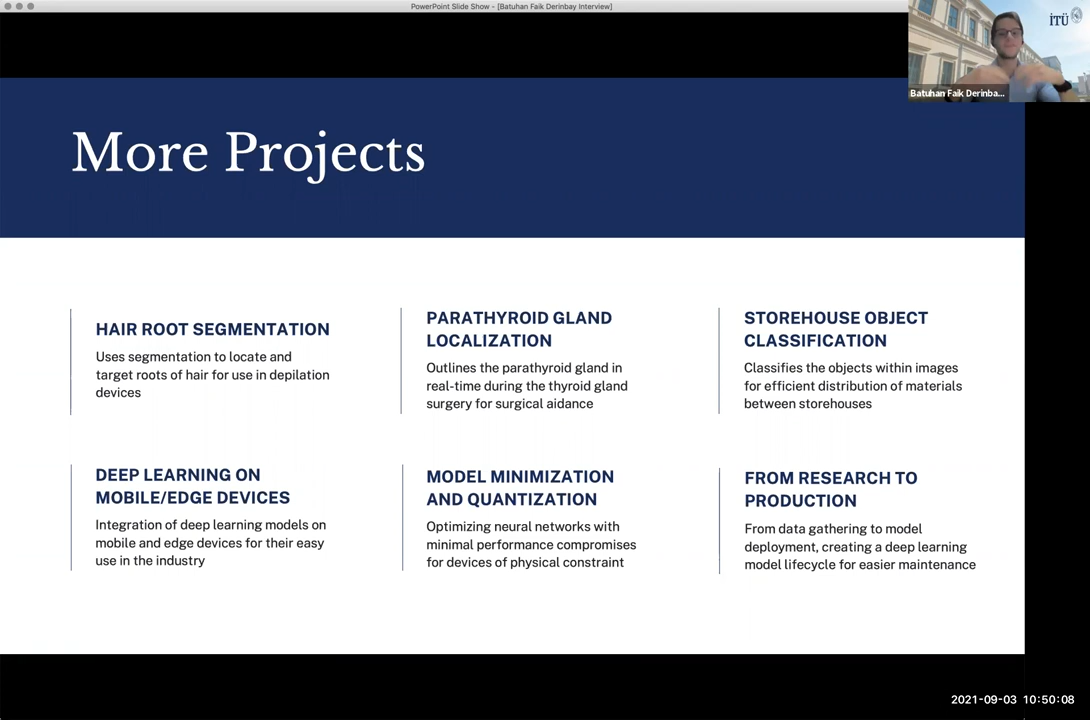 PowerPoint Slide Show - [Batuhan Faik Derinbay Interview]
İTÜ
Batuhan Faik Derinba...
More Projects
HAIR ROOT SEGMENTATION
Uses segmentation to locate and
target roots of hair for use in depilation
devices
PARATHYROID GLAND
LOCALIZATION
Outlines the parathyroid gland in
real-time during the thyroid gland
surgery for surgical aidance
STOREHOUSE OBJECT
CLASSIFICATION
Classifies the objects within images
for efficient distribution of materials
between storehouses
DEEP LEARNING ON
MOBILE/EDGE DEVICES
Integration of deep learning models on
mobile and edge devices for their easy
use in the industry
MODEL MINIMIZATION
AND QUANTIZATION
Optimizing neural networks with
minimal performance compromises
for devices of physical constraint
FROM RESEARCH TO
PRODUCTION
From data gathering to model
deployment, creating a deep learning
model lifecycle for easier maintenance
2021-09-03 10:50:08